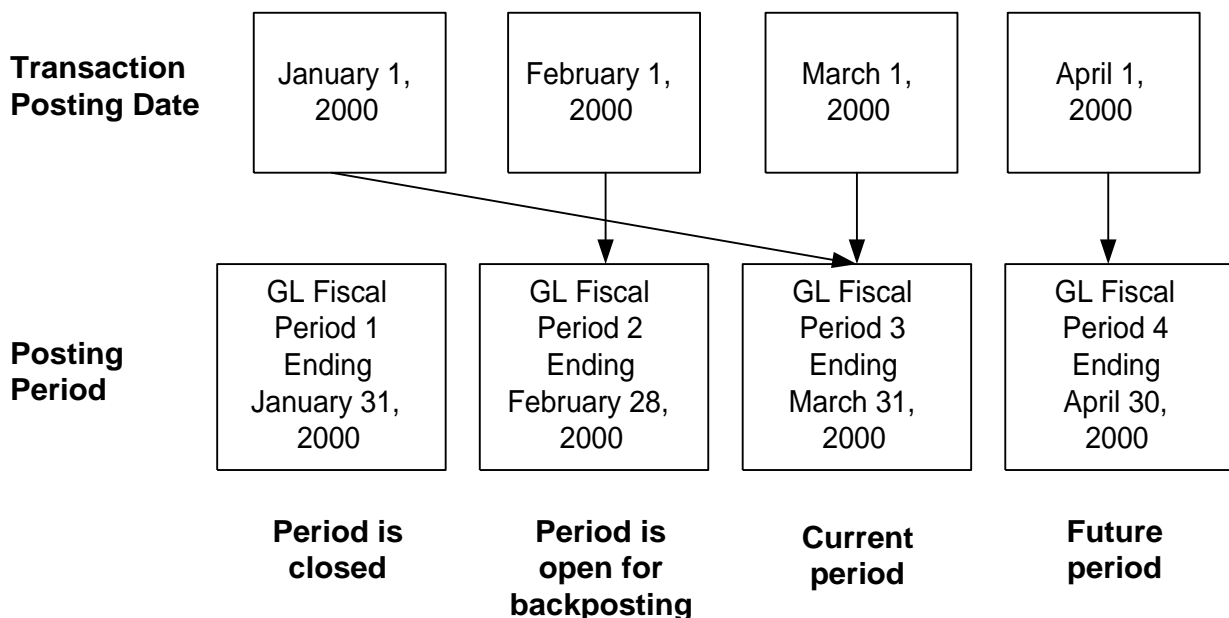 Transaction
Posting Date
January 1,
2000
February 1,
2000
March 1,
2000
April 1,
2000
Posting
Period
GL Fiscal
Period 1
Ending
January 31,
2000
GL Fiscal
Period 2
Ending
February 28,
2000
GL Fiscal
Period 3
Ending
March 31,
2000
GL Fiscal
Period 4
Ending
April 30,
2000
Period is
closed
Period is
open for
backposting
Current
period
Future
period